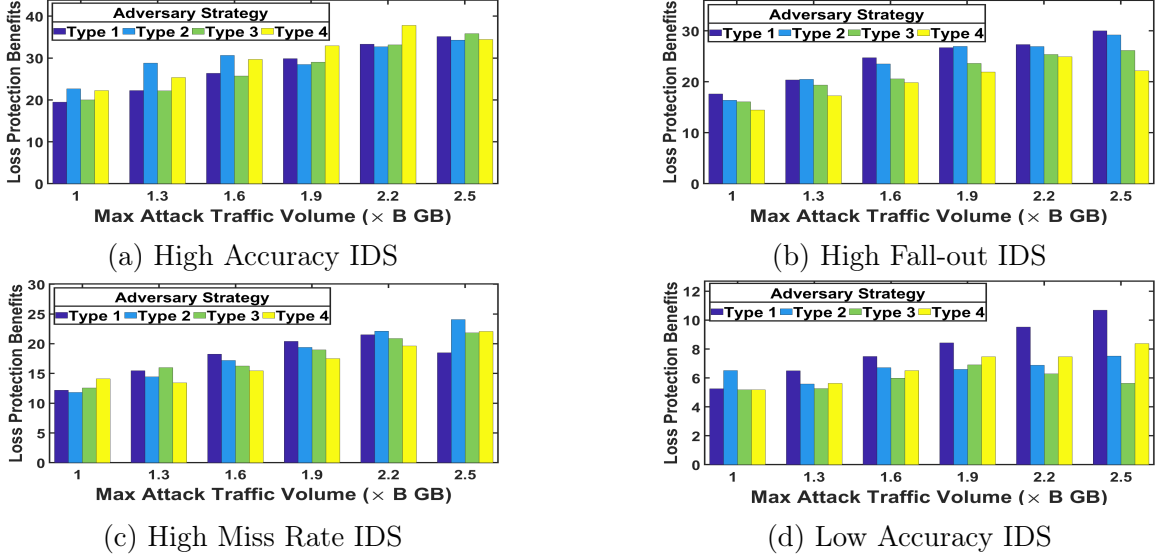 Loss Protection Benefits
40
30
20
10
0
Adversary Strategy
Type 1 Type 2 Type 3 Type 4
1 1.3 1.6 1.9 2.2 2.5
Max Attack Traffic Volume (× B GB)
(a) High Accuracy IDS
Loss Protection Benefits
30
20
10
0
Adversary Strategy
Type 1 Type 2 Type 3 Type 4
1 1.3 1.6 1.9 2.2 2.5
Max Attack Traffic Volume (× B GB)
(b) High Fall-out IDS
Loss Protection Benefits
30
25
20
15
10
5
0
Adversary Strategy
Type 1 Type 2 Type 3 Type 4
1 1.3 1.6 1.9 2.2 2.5
Max Attack Traffic Volume (× B GB)
(c) High Miss Rate IDS
Loss Protection Benefits
12
10
8
6
4
2
0
Adversary Strategy
Type 1 Type 2 Type 3 Type 4
1 1.3 1.6 1.9 2.2 2.5
Max Attack Traffic Volume (× B GB)
(d) Low Accuracy IDS